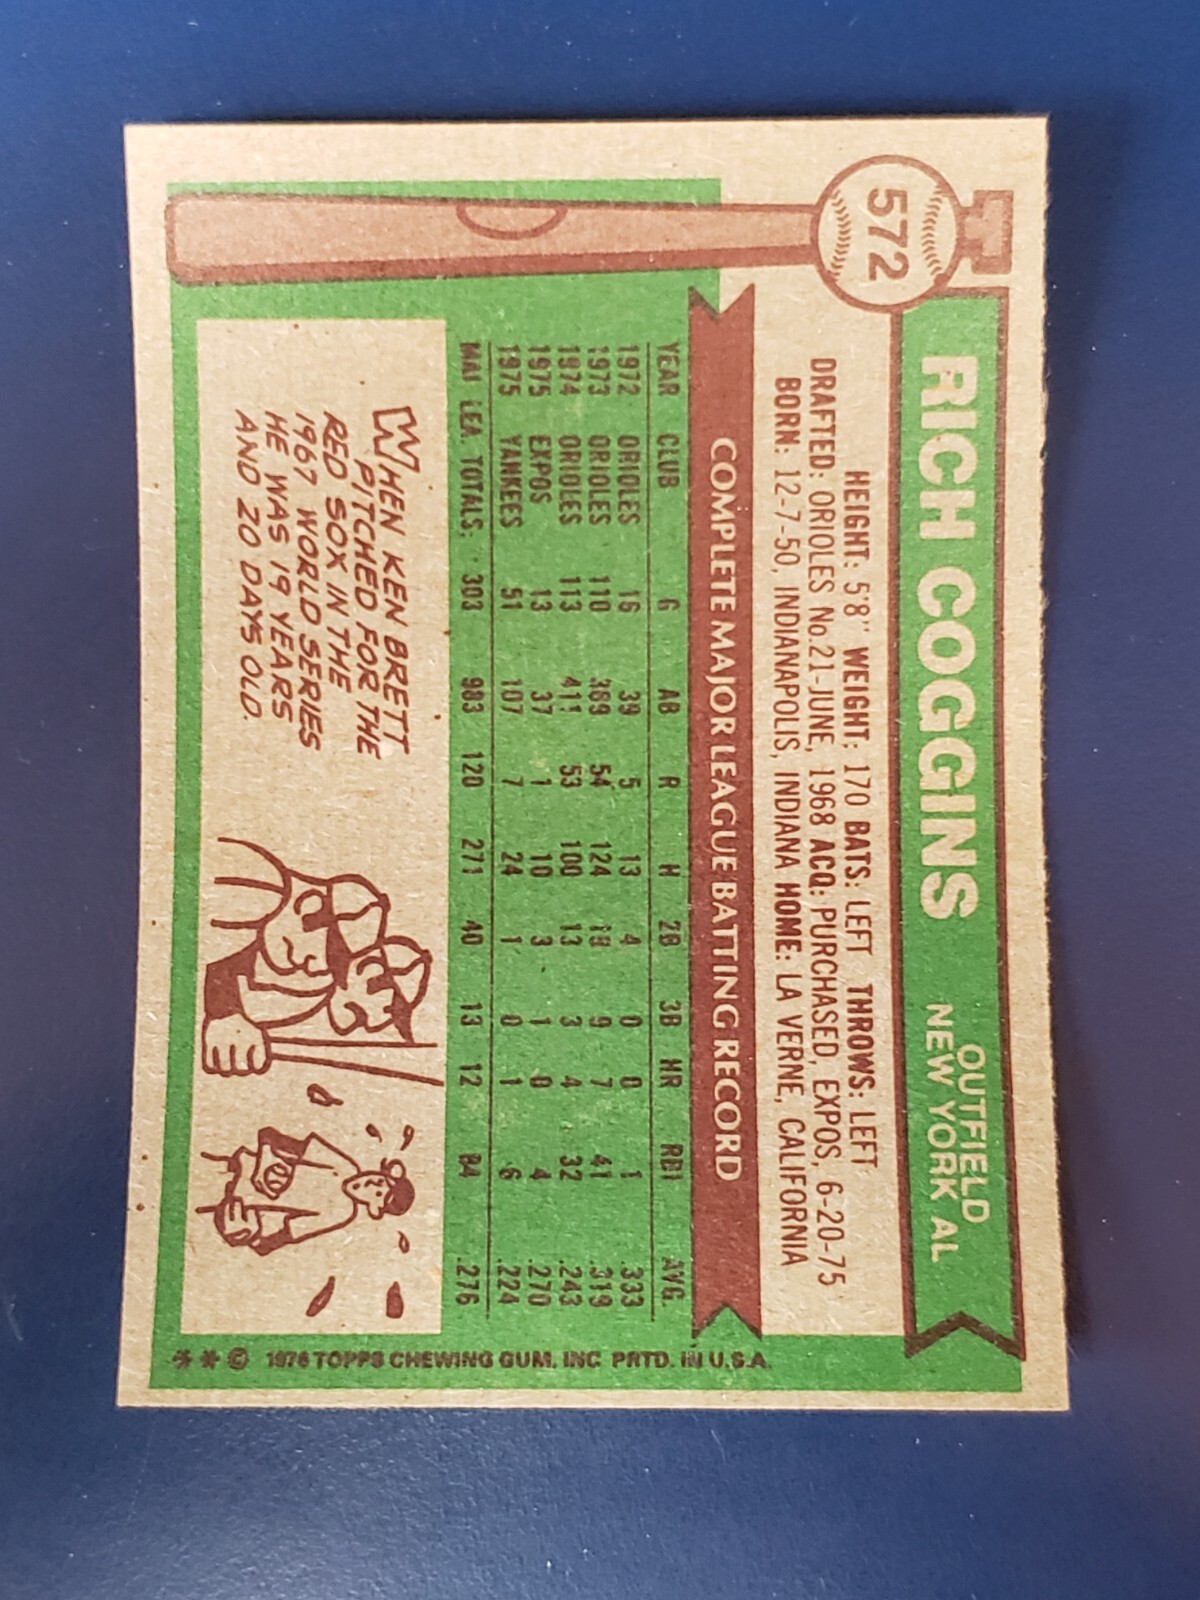 572
RICH COGGINS
OUTFIELD
NEW YORK AL
HEIGHT: 5'8" WEIGHT: 170 BATS: LEFT THROWS: LEFT
DRAFTED: ORIOLES No.21-JUNE, 1968 ACQ: PURCHASED, EXPOS, 6-20-75
BORN: 12-7-50, INDIANAPOLIS, INDIANA HOME: LA VERNE, CALIFORNIA
COMPLETE MAJOR LEAGUE BATTING RECORD
YEAR CLUB G AB R H 2B 3B HR RBI AVG.
1972 ORIOLES 16 39 5 13 4 0 0 1 .333
1973 ORIOLES 110 389 54 124 19 9 7 41 .319
1974 ORIOLES 113 411 53 100 13 3 4 32 .243
1975 EXPOS 13 37 1 10 3 1 0 4 .270
1975 YANKEES 51 107 7 24 1 0 1 6 .224
MAJ. LEA. TOTALS: 303 983 120 271 40 13 12 84 .276
WHEN KEN BRETT
PITCHED FOR THE
RED SOX IN THE
1967 WORLD SERIES
HE WAS 19 YEARS
AND 20 DAYS OLD.
** © 1976 TOPPS CHEWING GUM, INC. PRTD. IN U.S.A.